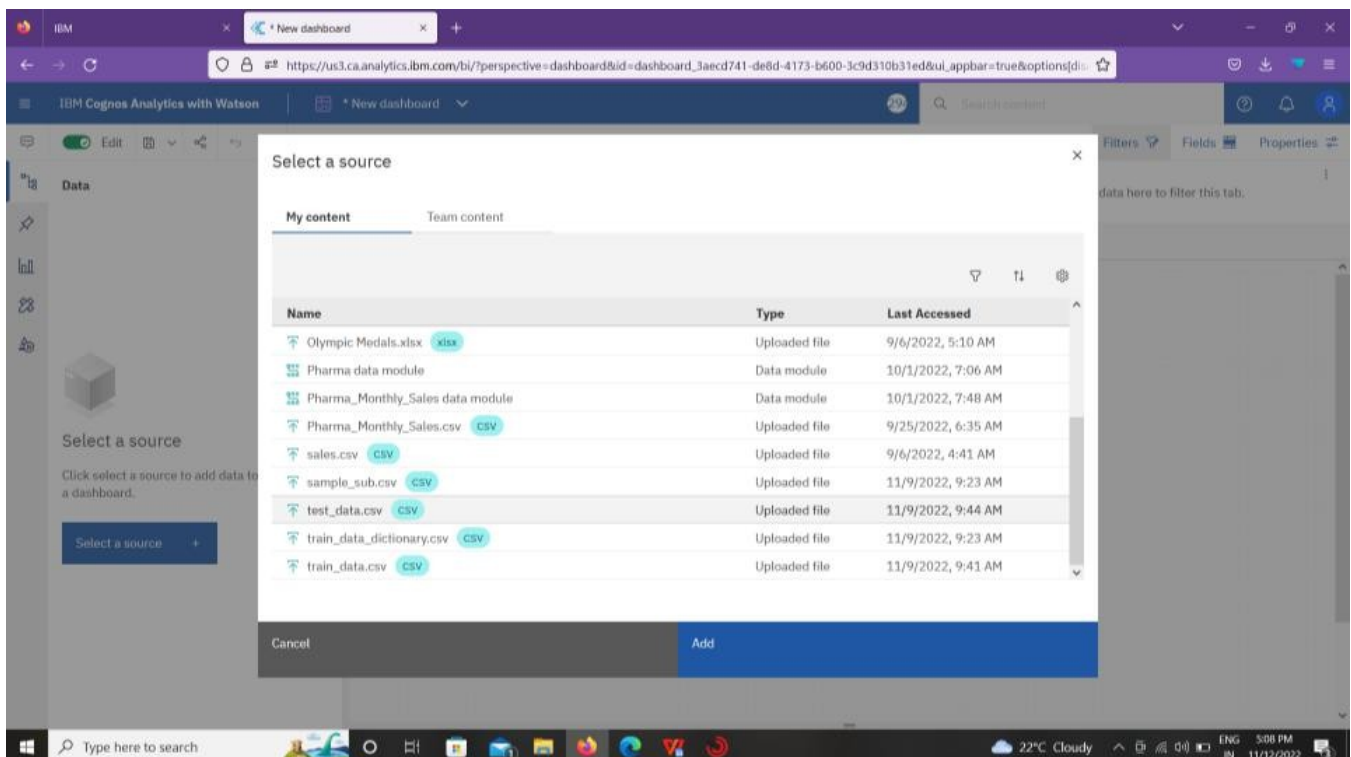 IBM
* New dashboard
https://us3.ca.analytics.ibm.com/bi/?perspective=dashboard&id=dashboard_3aecd741-de8d-4173-b600-3c9d310b31ed&ui_appbar=true&options[dis
IBM Cognos Analytics with Watson
* New dashboard
Search content
Edit
Filters
Fields
Properties
Data
data here to filter this tab.
Select a source
My content Team content
Name Type Last Accessed
Olympic Medals.xlsx xlsx Uploaded file 9/6/2022, 5:10 AM
Pharma data module Data module 10/1/2022, 7:06 AM
Pharma_Monthly_Sales data module Data module 10/1/2022, 7:48 AM
Pharma_Monthly_Sales.csv CSV Uploaded file 9/25/2022, 6:35 AM
sales.csv CSV Uploaded file 9/6/2022, 4:41 AM
sample_sub.csv CSV Uploaded file 11/9/2022, 9:23 AM
test_data.csv CSV Uploaded file 11/9/2022, 9:44 AM
train_data_dictionary.csv CSV Uploaded file 11/9/2022, 9:23 AM
train_data.csv CSV Uploaded file 11/9/2022, 9:41 AM
Cancel
Add
Select a source
Click select a source to add data to
a dashboard.
Select a source +
Type here to search
22°C Cloudy
ENG
IN
5:08 PM
11/12/2022